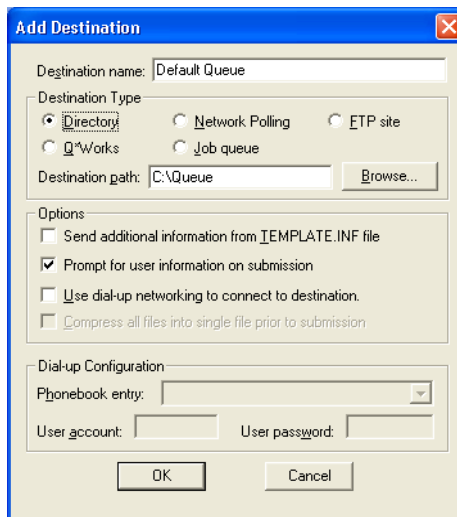 Add Destination
Destination name: Default Queue
Destination Type
Directory Network Polling FTP site
Q*Works Job queue
Destination path: C:\Queue Browse...
Options
Send additional information from TEMPLATE.INF file
Prompt for user information on submission
Use dial-up networking to connect to destination.
Compress all files into single file prior to submission
Dial-up Configuration
Phonebook entry:
User account: User password:
OK Cancel